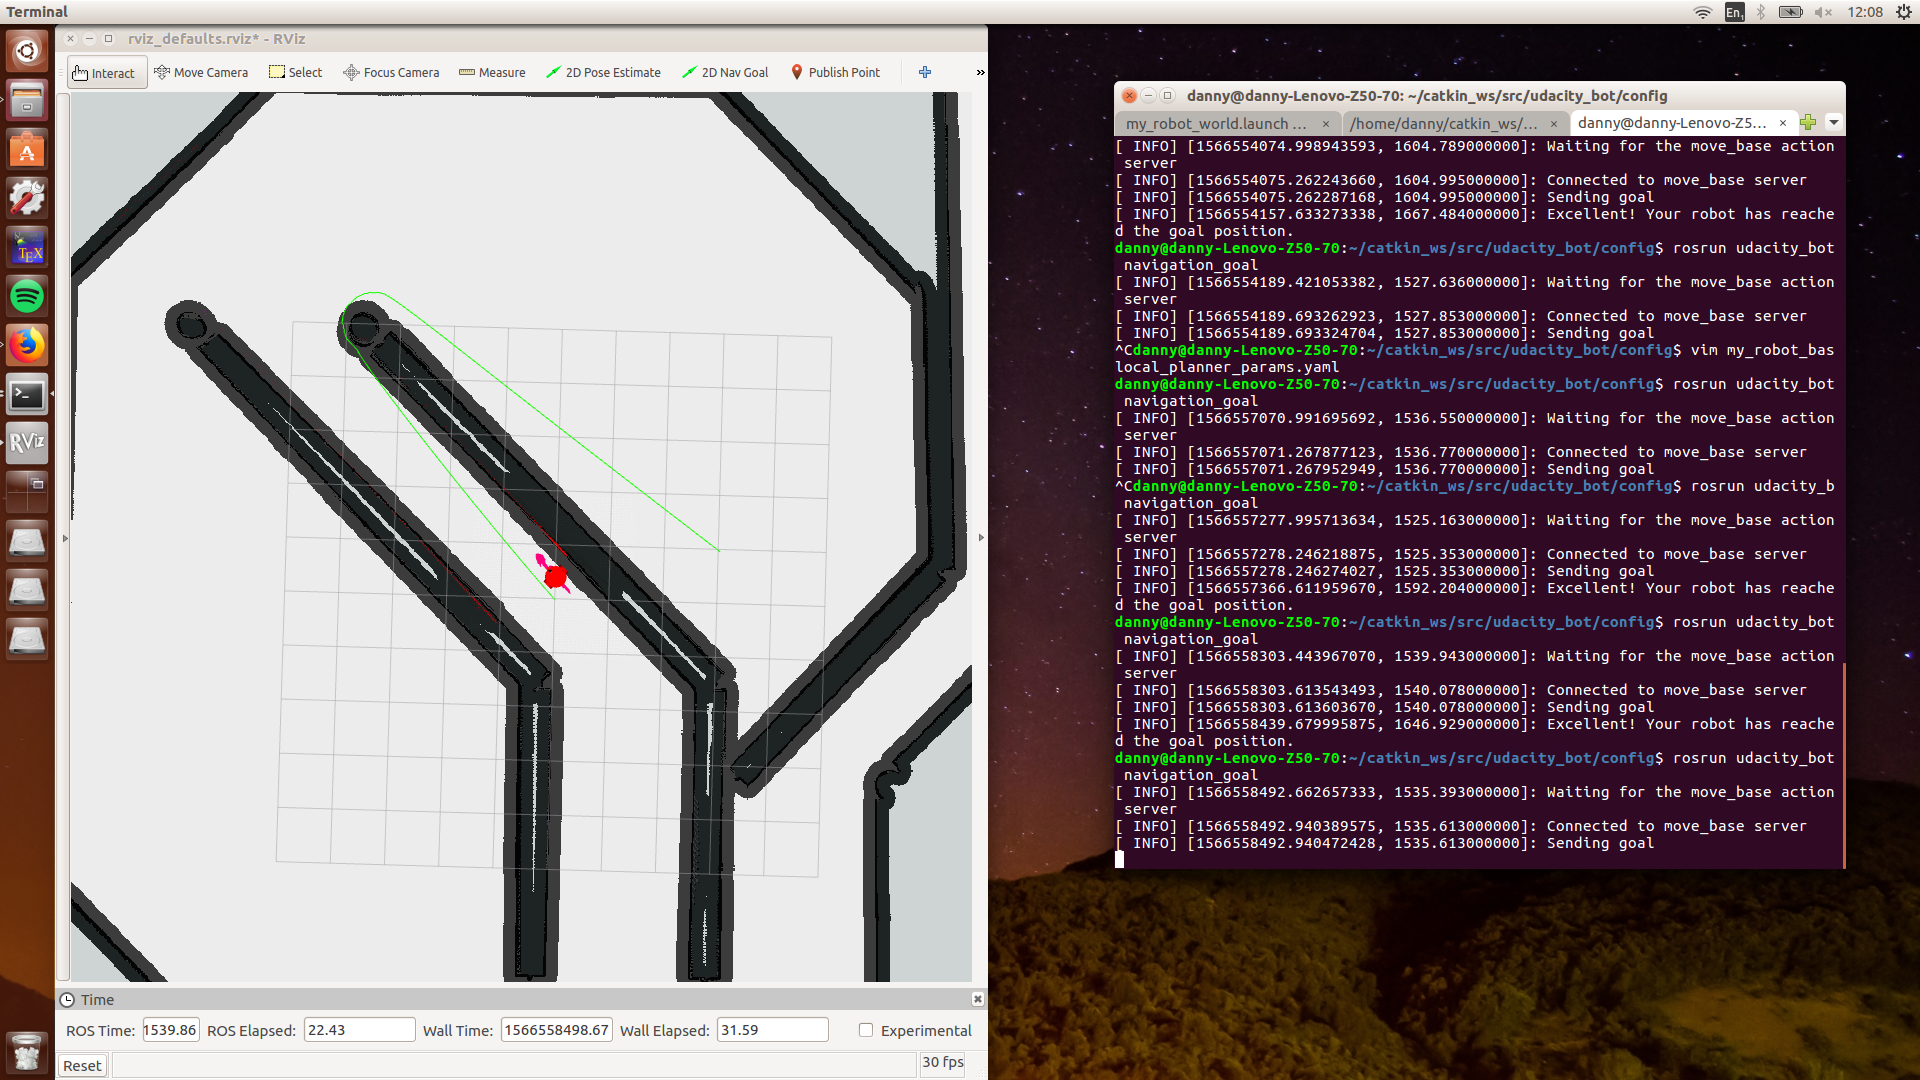 Terminal
En1
12:08
rviz_defaults.rviz* - RViz
Interact
Move Camera
Select
Focus Camera
Measure
2D Pose Estimate
2D Nav Goal
Publish Point
»
TEX
RViz
danny@danny-Lenovo-Z50-70: ~/catkin_ws/src/udacity_bot/config
my_robot_world.launch ... ×
/home/danny/catkin_ws/... ×
danny@danny-Lenovo-Z5... ×
[ INFO] [1566554074.998943593, 1604.789000000]: Waiting for the move_base action
server
[ INFO] [1566554075.262243660, 1604.995000000]: Connected to move_base server
[ INFO] [1566554075.262287168, 1604.995000000]: Sending goal
[ INFO] [1566554157.633273338, 1667.484000000]: Excellent! Your robot has reache
d the goal position.
danny@danny-Lenovo-Z50-70:~/catkin_ws/src/udacity_bot/config$ rosrun udacity_bot
navigation_goal
[ INFO] [1566554189.421053382, 1527.636000000]: Waiting for the move_base action
server
[ INFO] [1566554189.693262923, 1527.853000000]: Connected to move_base server
[ INFO] [1566554189.693324704, 1527.853000000]: Sending goal
^Cdanny@danny-Lenovo-Z50-70:~/catkin_ws/src/udacity_bot/config$ vim my_robot_bas
local_planner_params.yaml
danny@danny-Lenovo-Z50-70:~/catkin_ws/src/udacity_bot/config$ rosrun udacity_bot
navigation_goal
[ INFO] [1566557070.991695692, 1536.550000000]: Waiting for the move_base action
server
[ INFO] [1566557071.267877123, 1536.770000000]: Connected to move_base server
[ INFO] [1566557071.267952949, 1536.770000000]: Sending goal
^Cdanny@danny-Lenovo-Z50-70:~/catkin_ws/src/udacity_bot/config$ rosrun udacity_b
navigation_goal
[ INFO] [1566557277.995713634, 1525.163000000]: Waiting for the move_base action
server
[ INFO] [1566557278.246218875, 1525.353000000]: Connected to move_base server
[ INFO] [1566557278.246274027, 1525.353000000]: Sending goal
[ INFO] [1566557366.611959670, 1592.204000000]: Excellent! Your robot has reache
d the goal position.
danny@danny-Lenovo-Z50-70:~/catkin_ws/src/udacity_bot/config$ rosrun udacity_bot
navigation_goal
[ INFO] [1566558303.443967070, 1539.943000000]: Waiting for the move_base action
server
[ INFO] [1566558303.613543493, 1540.078000000]: Connected to move_base server
[ INFO] [1566558303.613603670, 1540.078000000]: Sending goal
[ INFO] [1566558439.679995875, 1646.929000000]: Excellent! Your robot has reache
d the goal position.
danny@danny-Lenovo-Z50-70:~/catkin_ws/src/udacity_bot/config$ rosrun udacity_bot
navigation_goal
[ INFO] [1566558492.662657333, 1535.393000000]: Waiting for the move_base action
server
[ INFO] [1566558492.940389575, 1535.613000000]: Connected to move_base server
[ INFO] [1566558492.940472428, 1535.613000000]: Sending goal
Time
ROS Time: 1539.86 ROS Elapsed: 22.43 Wall Time: 1566558498.67 Wall Elapsed: 31.59 Experimental
Reset
30 fps